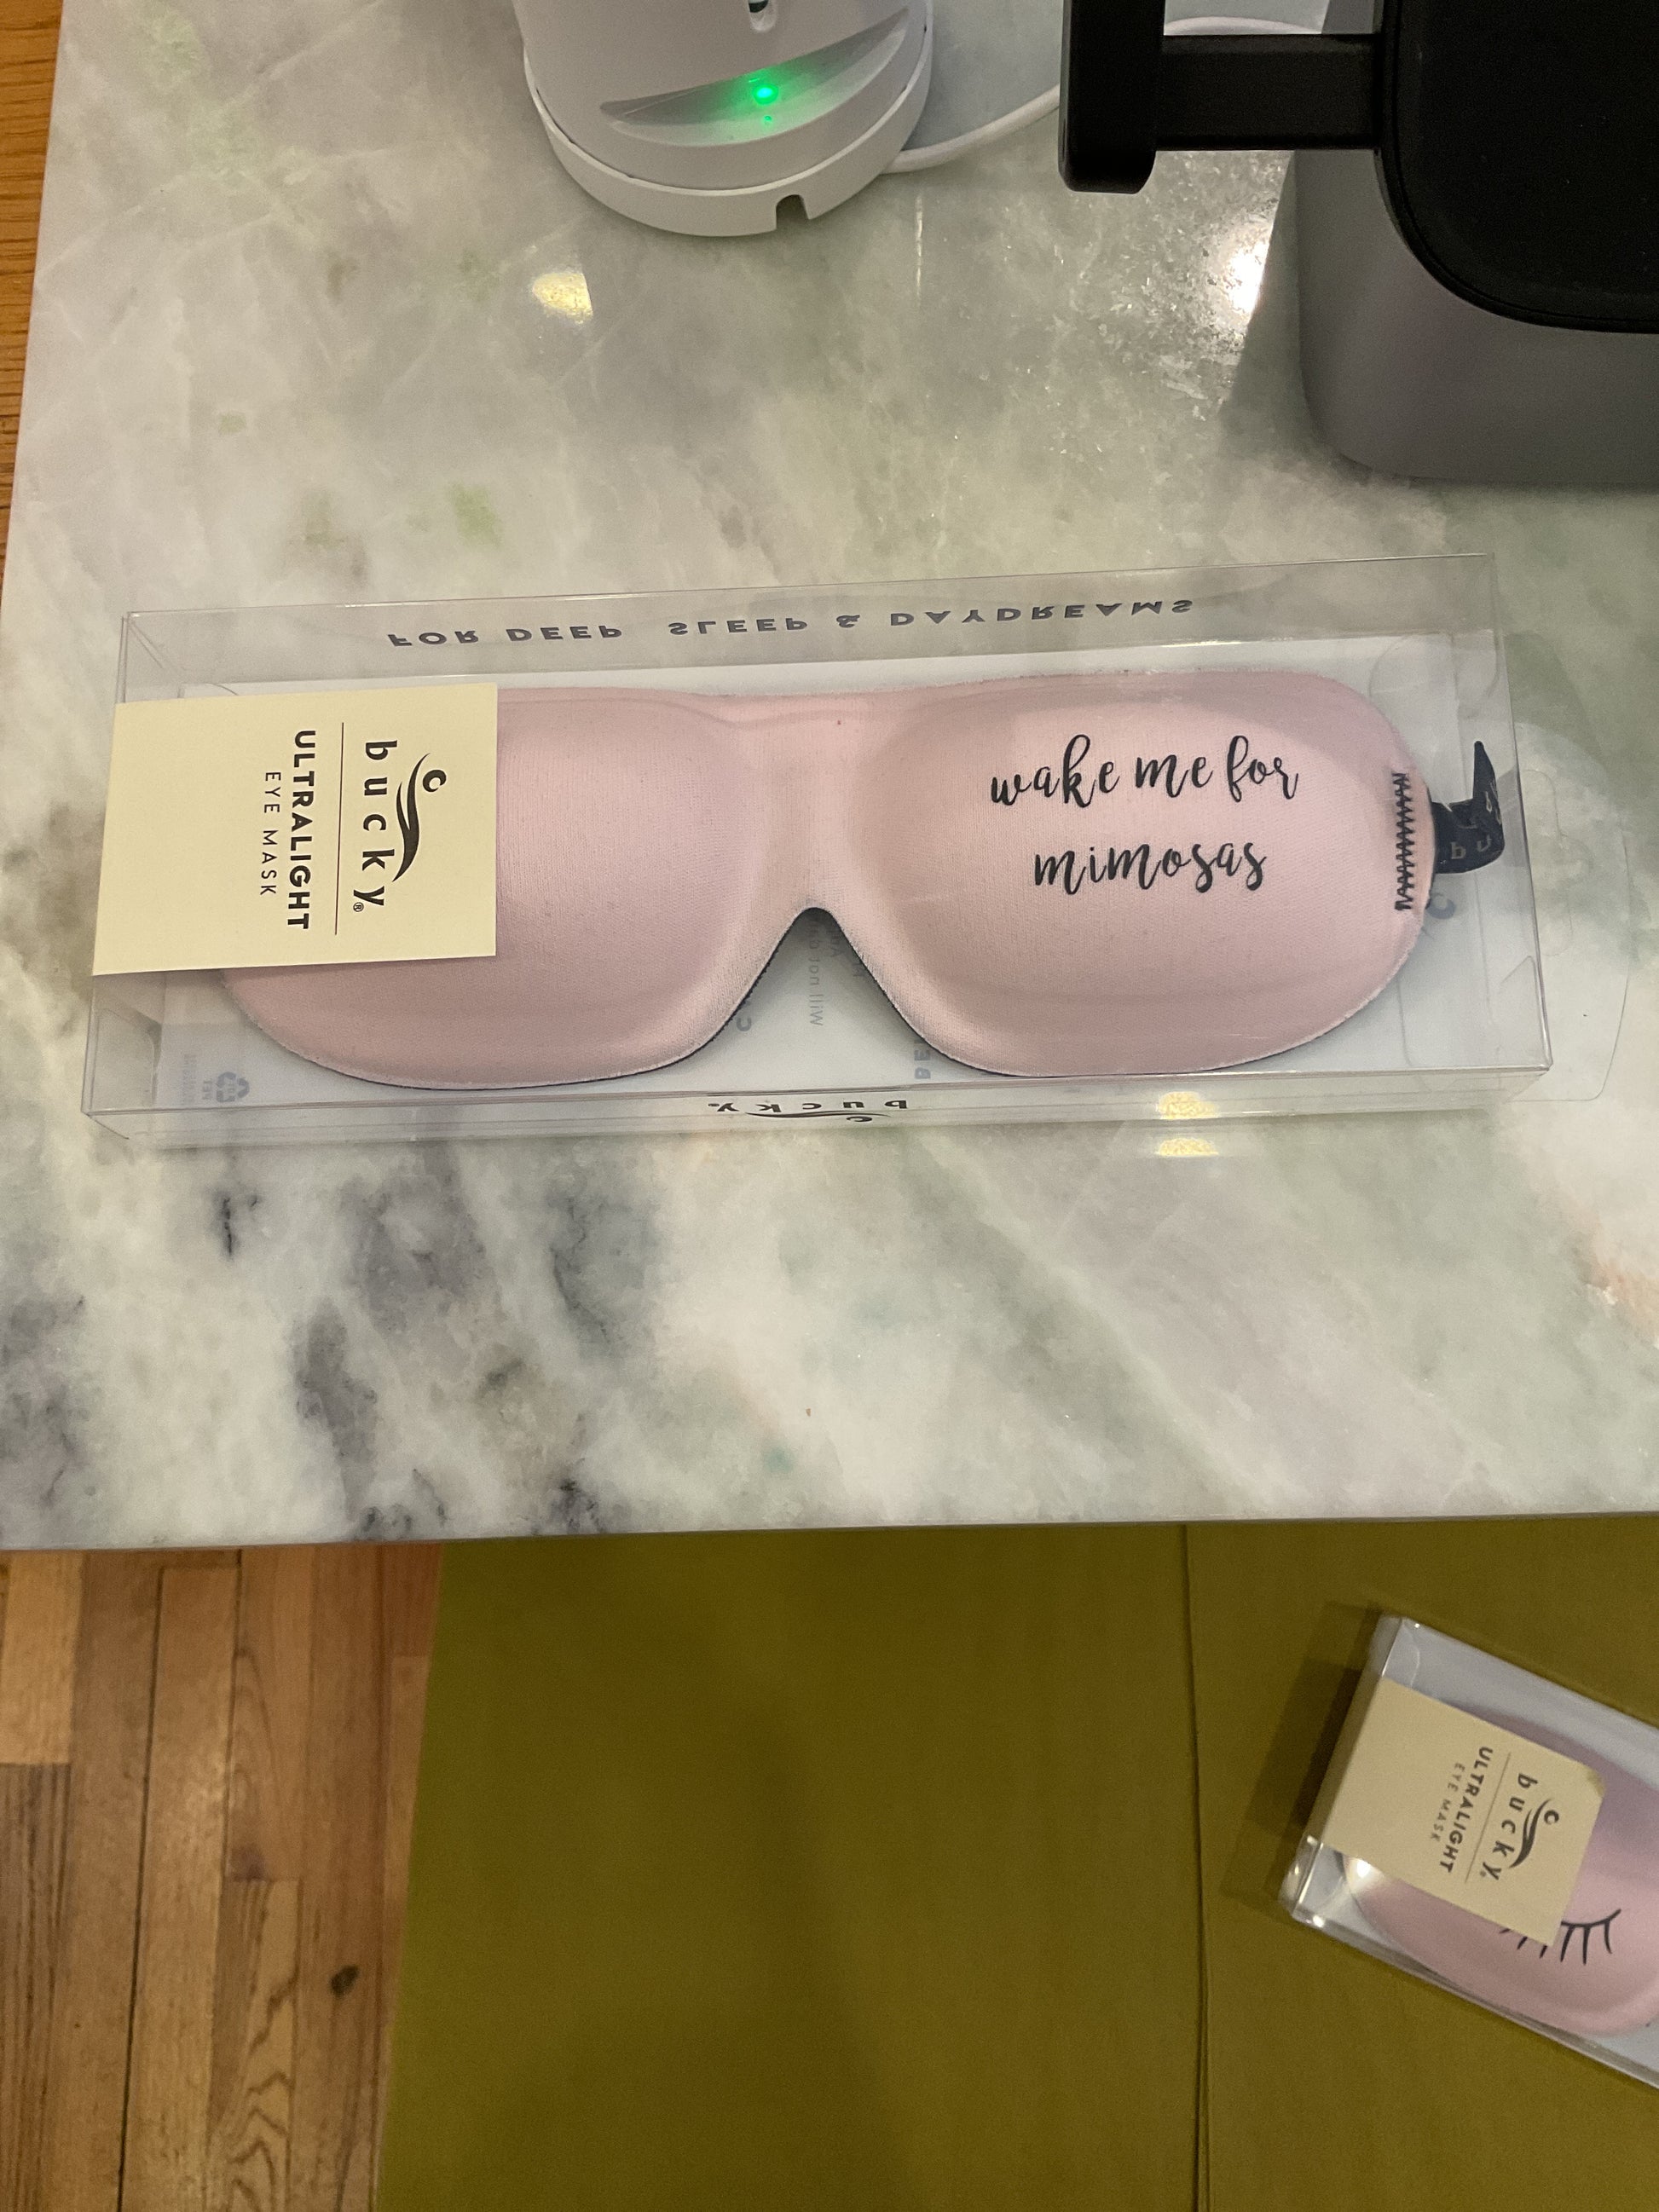 FOR DEEP SLEEP & DAYDREAMS
bucky®
ULTRALIGHT
EYE MASK
wake me for
mimosas
bucky
bucky
ULTRALIGHT
EYE MASK